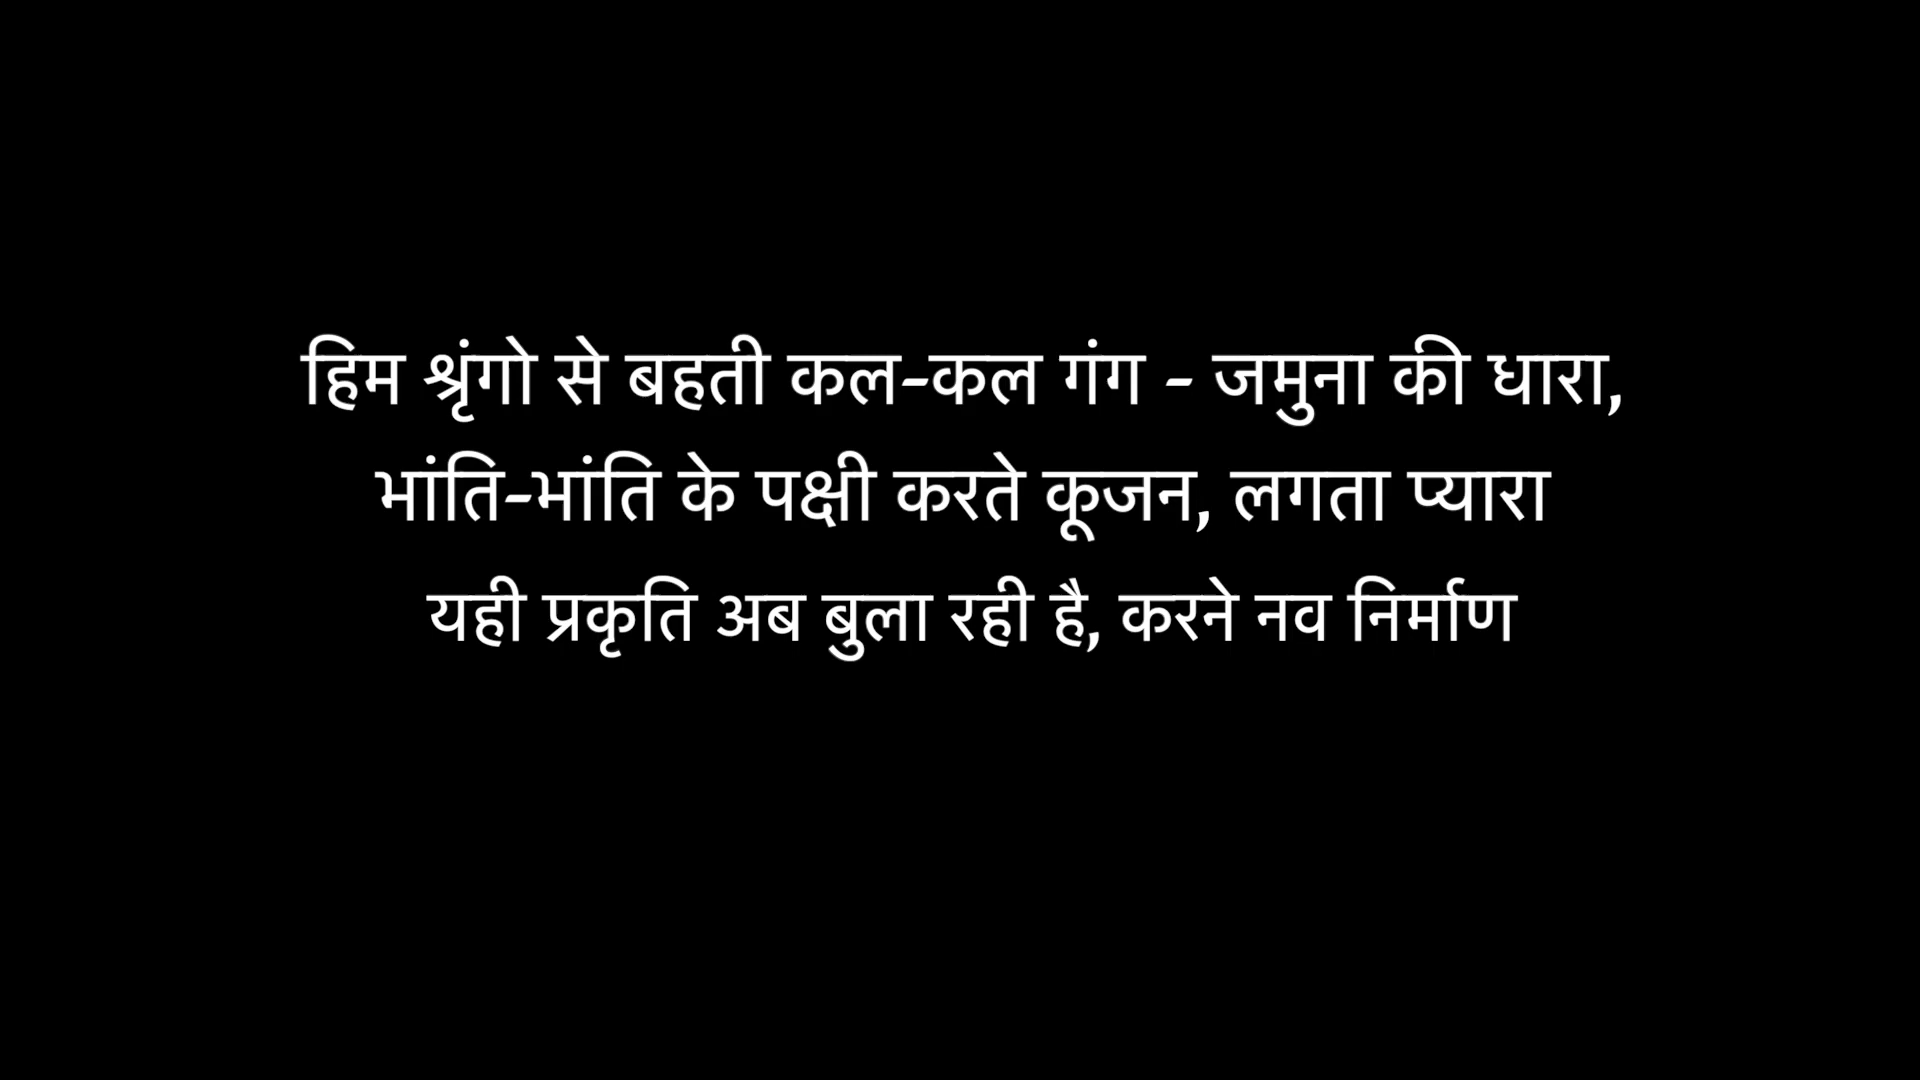 हिम श्रृंगो से बहती कल-कल गंग - जमुना की धारा,
भांति-भांति के पक्षी करते कूजन, लगता प्यारा
यही प्रकृति अब बुला रही है, करने नव निर्माण